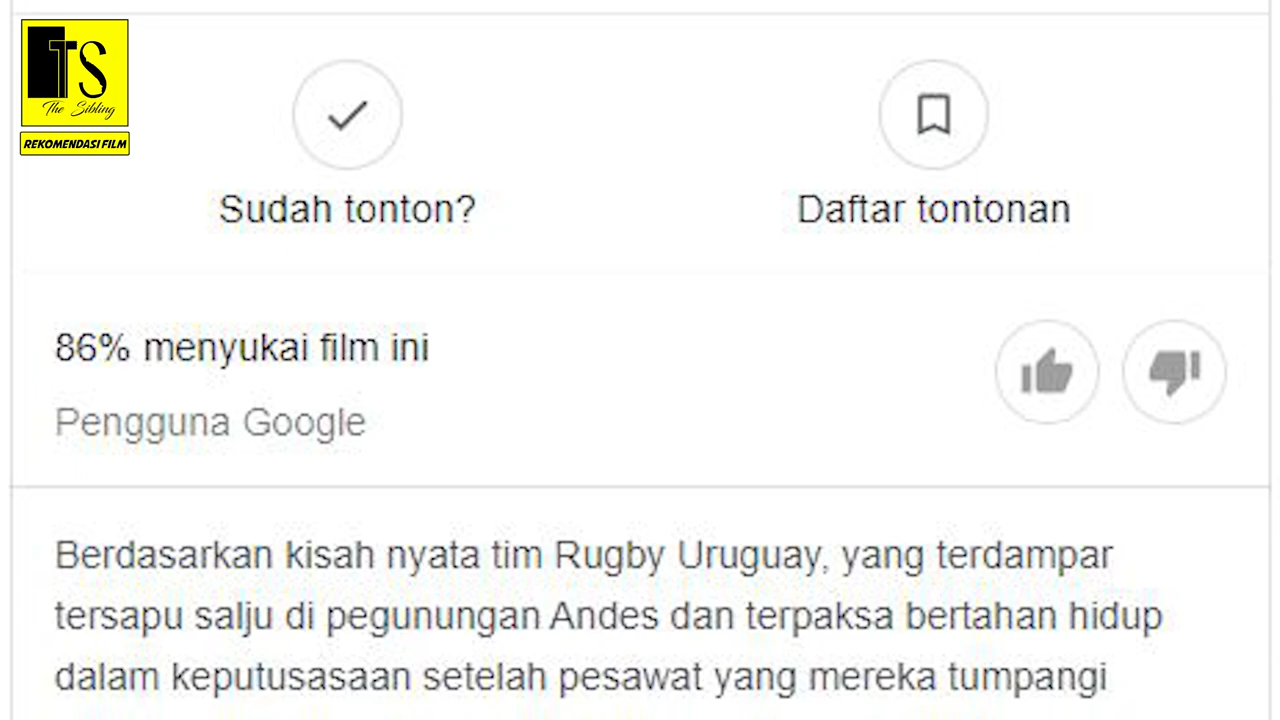 TS
The Sibling
REKOMENDASI FILM
Sudah tonton?
Daftar tontonan
86% menyukai film ini
Pengguna Google
Berdasarkan kisah nyata tim Rugby Uruguay, yang terdampar
tersapu salju di pegunungan Andes dan terpaksa bertahan hidup
dalam keputusasaan setelah pesawat yang mereka tumpangi